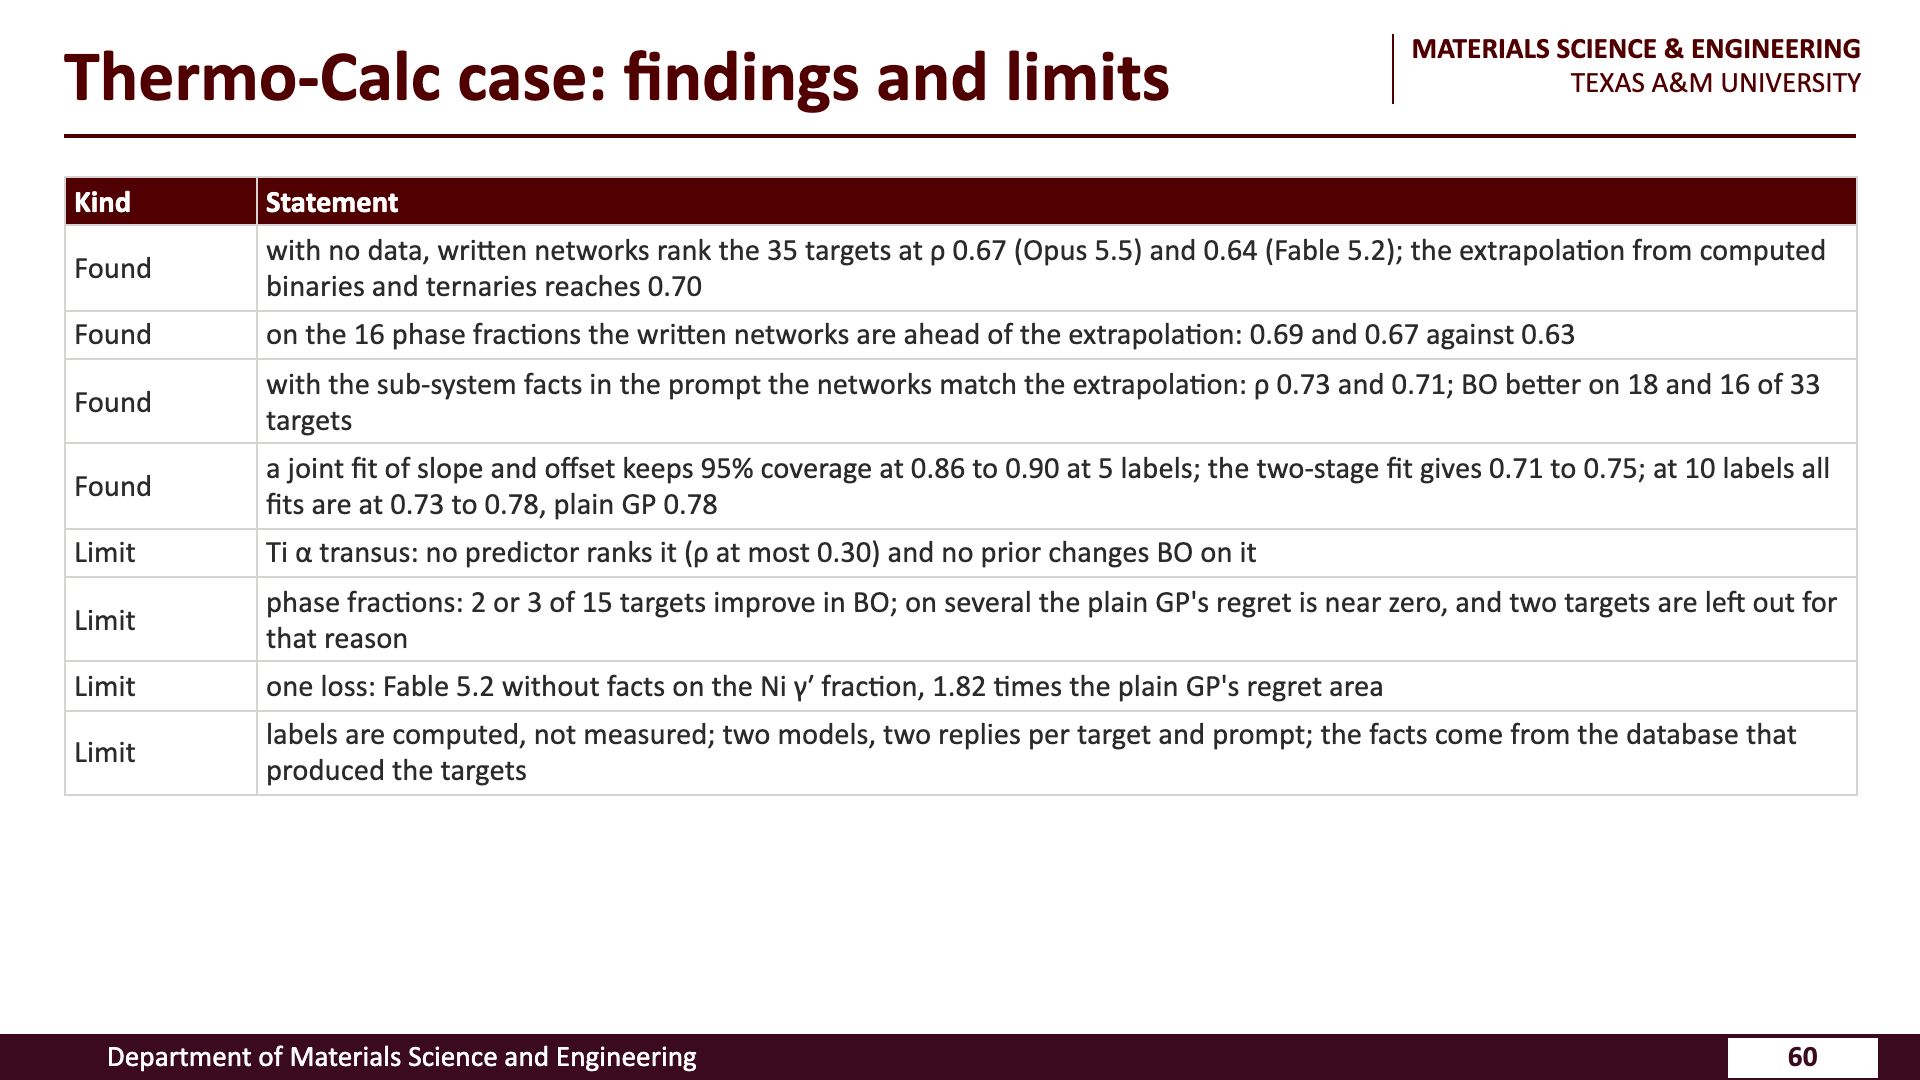 Thermo-Calc case: findings and limits
MATERIALS SCIENCE & ENGINEERING
TEXAS A&M UNIVERSITY
Kind
Statement
Found
with no data, written networks rank the 35 targets at ρ 0.67 (Opus 5.5) and 0.64 (Fable 5.2); the extrapolation from computed
binaries and ternaries reaches 0.70
Found
on the 16 phase fractions the written networks are ahead of the extrapolation: 0.69 and 0.67 against 0.63
Found
with the sub-system facts in the prompt the networks match the extrapolation: ρ 0.73 and 0.71; BO better on 18 and 16 of 33
targets
Found
a joint fit of slope and offset keeps 95% coverage at 0.86 to 0.90 at 5 labels; the two-stage fit gives 0.71 to 0.75; at 10 labels all
fits are at 0.73 to 0.78, plain GP 0.78
Limit
Ti α transus: no predictor ranks it (ρ at most 0.30) and no prior changes BO on it
Limit
phase fractions: 2 or 3 of 15 targets improve in BO; on several the plain GP's regret is near zero, and two targets are left out for
that reason
Limit
one loss: Fable 5.2 without facts on the Ni γ′ fraction, 1.82 times the plain GP's regret area
Limit
labels are computed, not measured; two models, two replies per target and prompt; the facts come from the database that
produced the targets
Department of Materials Science and Engineering
60